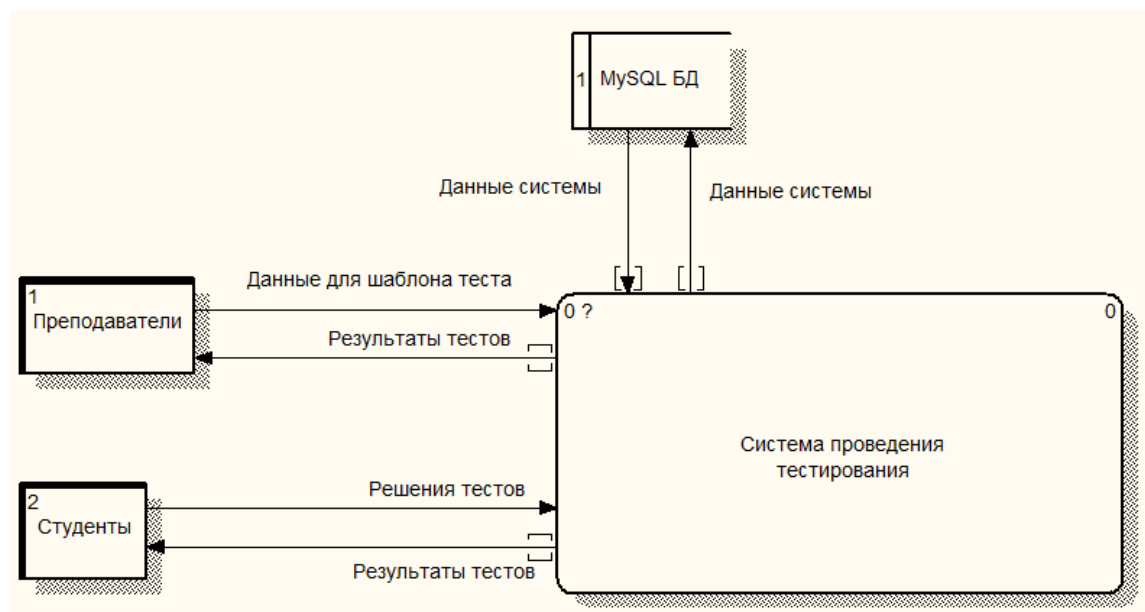 1
MySQL БД
Данные системы
Данные системы
Данные для шаблона теста
1
Преподаватели
0 ?
0
Результаты тестов
Система проведения
тестирования
Решения тестов
2
Студенты
Результаты тестов